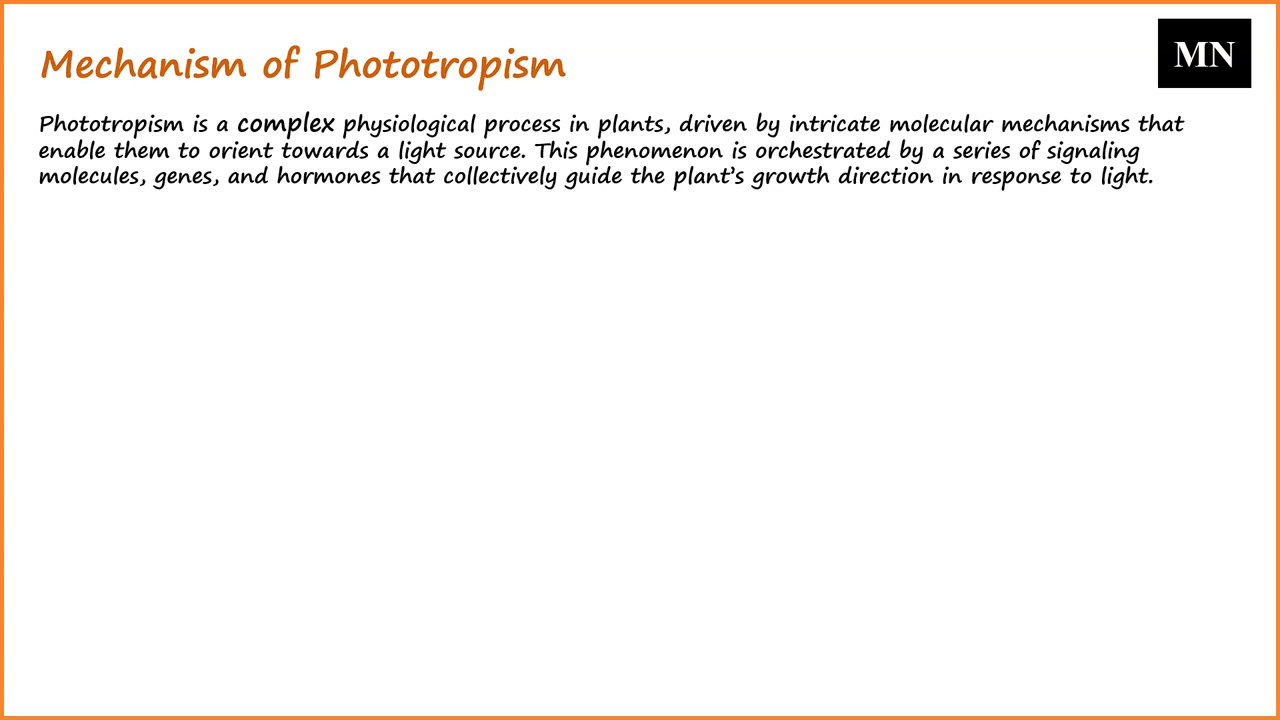 Mechanism of Phototropism
MN
Phototropism is a complex physiological process in plants, driven by intricate molecular mechanisms that
enable them to orient towards a light source. This phenomenon is orchestrated by a series of signaling
molecules, genes, and hormones that collectively guide the plant’s growth direction in response to light.